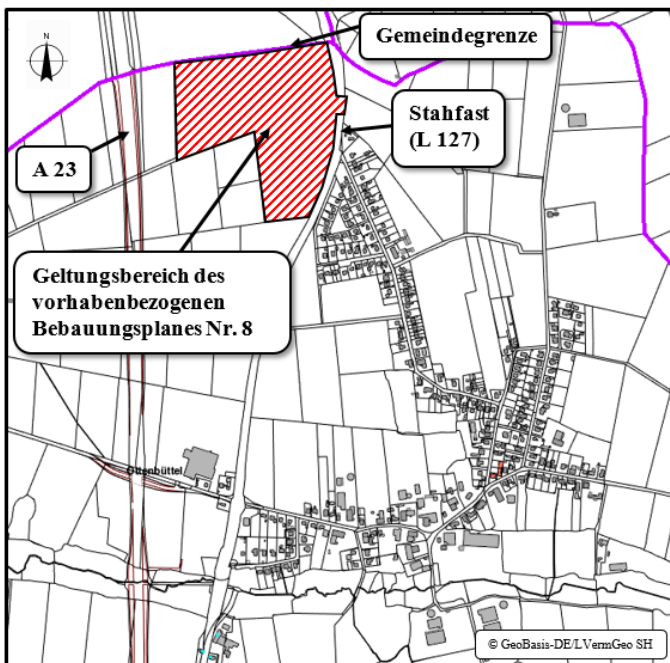 N
Gemeindegrenze
Stahfast
(L 127)
A 23
Geltungsbereich des
vorhabenbezogenen
Bebauungsplanes Nr. 8
Ottenbüttel
© GeoBasis-DE/LVermGeo SH